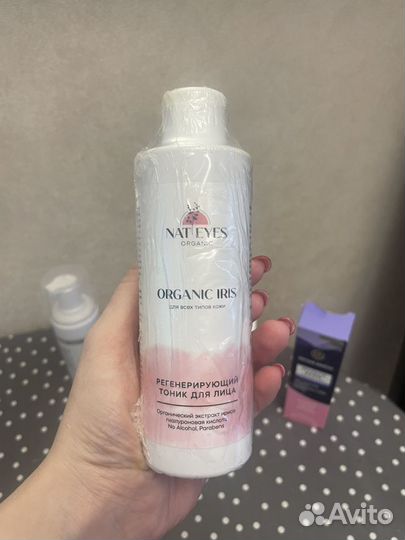 NAT EYES
ORGANIC
ORGANIC IRIS
для всех типов кожи
РЕГЕНЕРИРУЮЩИЙ
ТОНИК ДЛЯ ЛИЦА
Органический экстракт ириса,
гиалуроновая кислота,
No Alcohol, Parabens
Avito